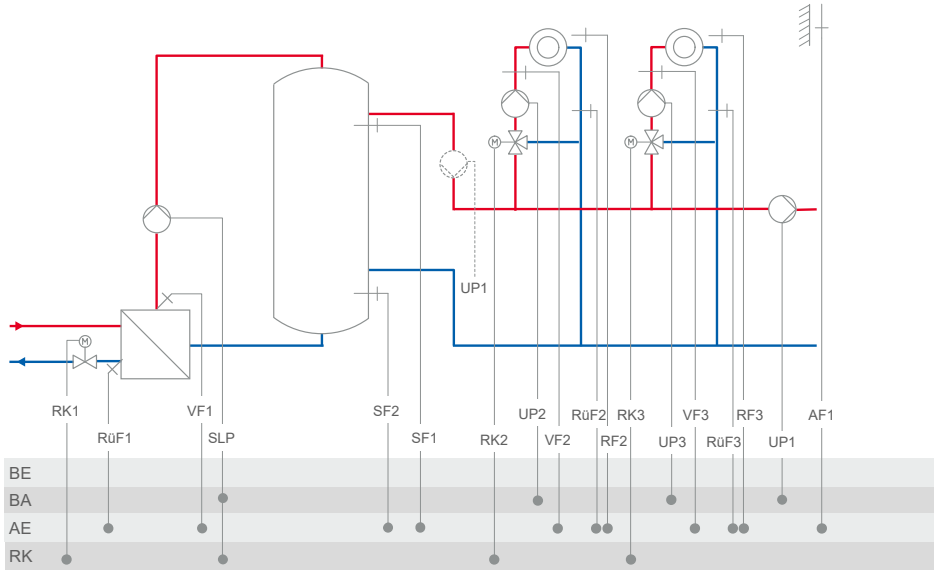 M
M
UP1
M
RK1
VF1
SF2
UP2
RüF2
RK3
VF3
RF3
AF1
RüF1
SLP
SF1
RK2
VF2
RF2
UP3
RüF3
UP1
BE
BA
AE
RK